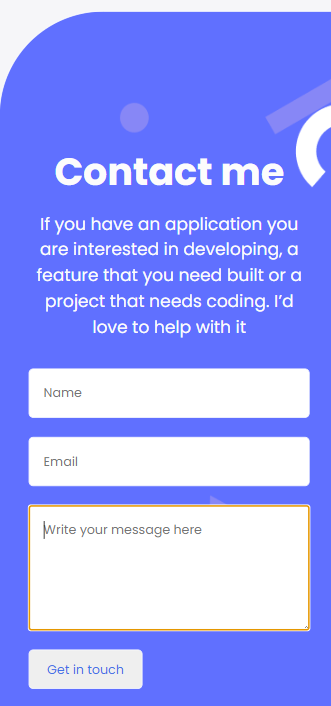 Contact me
If you have an application you
are interested in developing, a
feature that you need built or a
project that needs coding. I’d
love to help with it
Name
Email
Write your message here
Get in touch